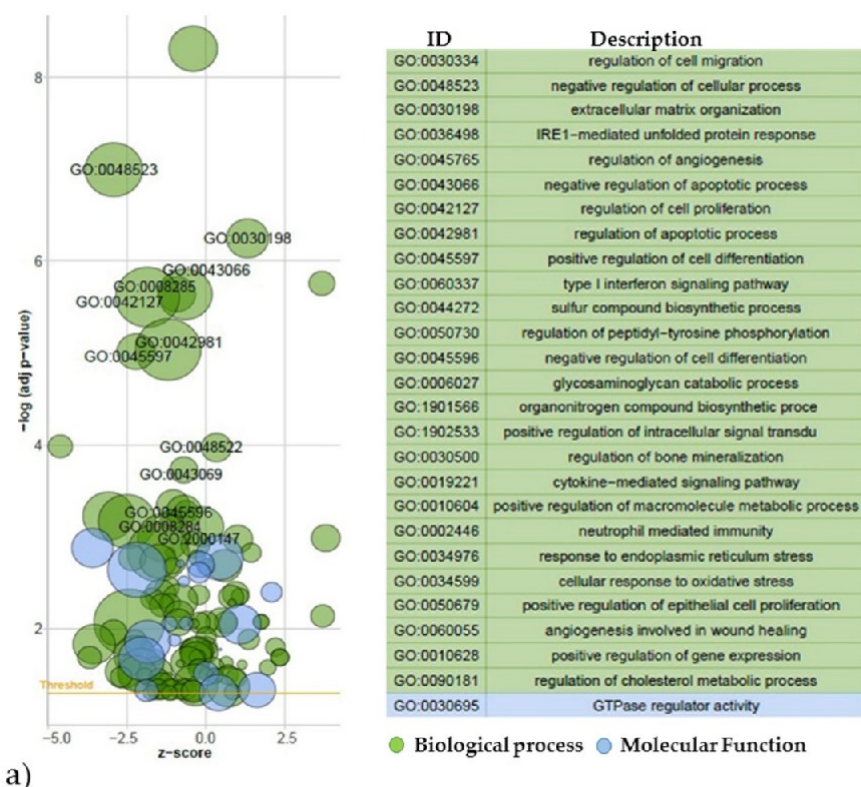 8
6
4
2
-log (adj p-value)
GO:0048523
GO:0030198
GO:0043066
GO:0008285
GO:0042127
GO:0042981
GO:0045597
GO:0048522
GO:0043069
GO:0045596
GO:0008284
GO:2000147
Threshold
-5.0 -2.5 0.0 2.5
z-score
ID Description
GO:0030334 regulation of cell migration
GO:0048523 negative regulation of cellular process
GO:0030198 extracellular matrix organization
GO:0036498 IRE1-mediated unfolded protein response
GO:0045765 regulation of angiogenesis
GO:0043066 negative regulation of apoptotic process
GO:0042127 regulation of cell proliferation
GO:0042981 regulation of apoptotic process
GO:0045597 positive regulation of cell differentiation
GO:0060337 type I interferon signaling pathway
GO:0044272 sulfur compound biosynthetic process
GO:0050730 regulation of peptidyl-tyrosine phosphorylation
GO:0045596 negative regulation of cell differentiation
GO:0006027 glycosaminoglycan catabolic process
GO:1901566 organonitrogen compound biosynthetic proce
GO:1902533 positive regulation of intracellular signal transdu
GO:0030500 regulation of bone mineralization
GO:0019221 cytokine-mediated signaling pathway
GO:0010604 positive regulation of macromolecule metabolic process
GO:0002446 neutrophil mediated immunity
GO:0034976 response to endoplasmic reticulum stress
GO:0034599 cellular response to oxidative stress
GO:0050679 positive regulation of epithelial cell proliferation
GO:0060055 angiogenesis involved in wound healing
GO:0010628 positive regulation of gene expression
GO:0090181 regulation of cholesterol metabolic process
GO:0030695 GTPase regulator activity
Biological process Molecular Function
a)